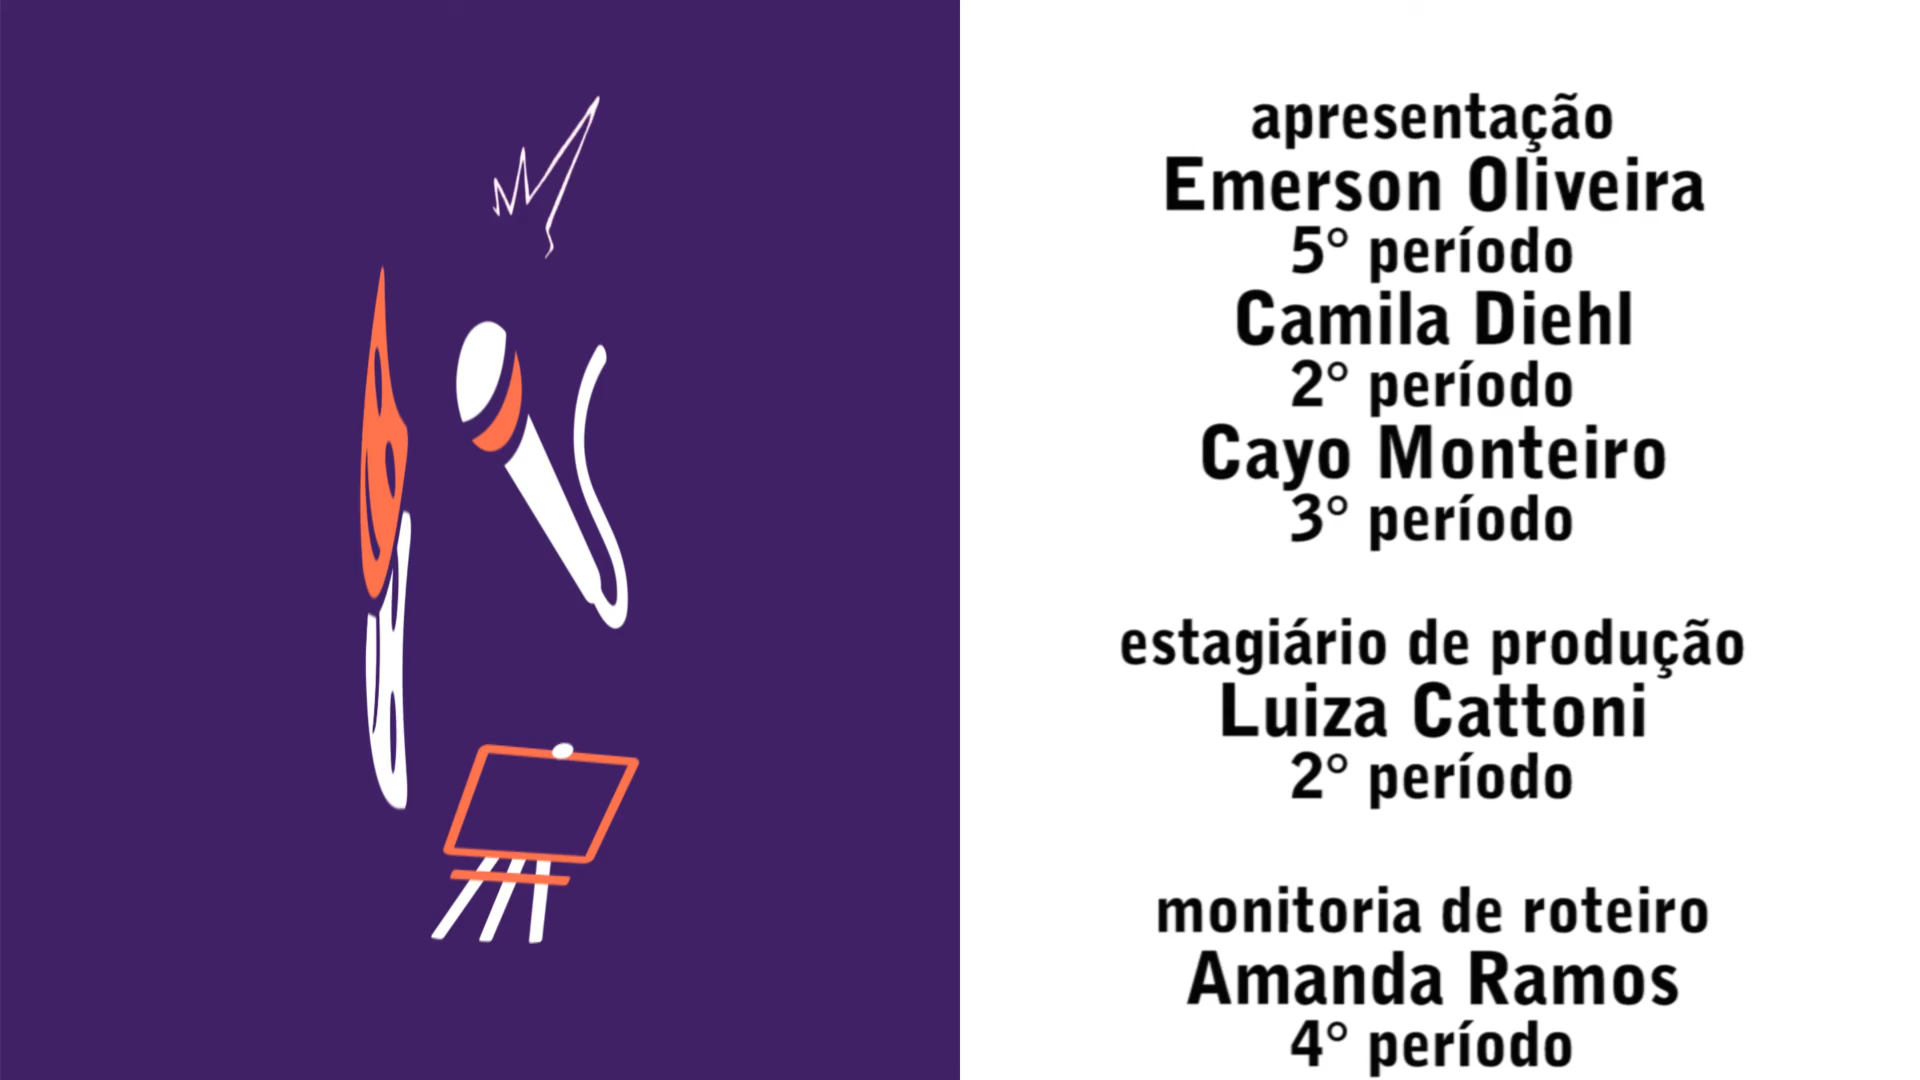 apresentação
Emerson Oliveira
5° período
Camila Diehl
2° período
Cayo Monteiro
3° período
estagiário de produção
Luiza Cattoni
2° período
monitoria de roteiro
Amanda Ramos
4° período